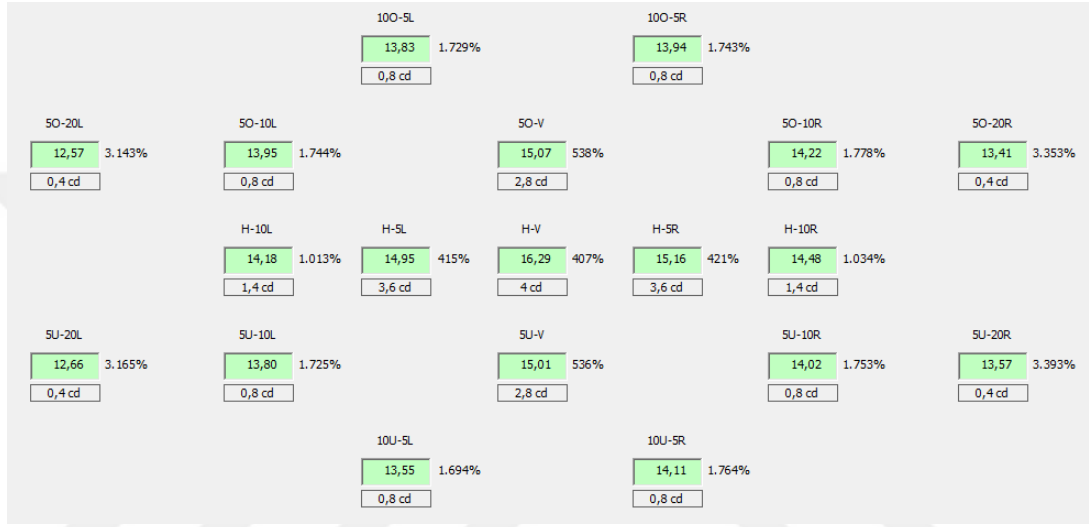 10O-5L 10O-5R
13,83 1.729% 13,94 1.743%
0,8 cd 0,8 cd
5O-20L 5O-10L 5O-V 5O-10R 5O-20R
12,57 3.143% 13,95 1.744% 15,07 538% 14,22 1.778% 13,41 3.353%
0,4 cd 0,8 cd 2,8 cd 0,8 cd 0,4 cd
H-10L H-5L H-V H-5R H-10R
14,18 1.013% 14,95 415% 16,29 407% 15,16 421% 14,48 1.034%
1,4 cd 3,6 cd 4 cd 3,6 cd 1,4 cd
5U-20L 5U-10L 5U-V 5U-10R 5U-20R
12,66 3.165% 13,80 1.725% 15,01 536% 14,02 1.753% 13,57 3.393%
0,4 cd 0,8 cd 2,8 cd 0,8 cd 0,4 cd
10U-5L 10U-5R
13,55 1.694% 14,11 1.764%
0,8 cd 0,8 cd